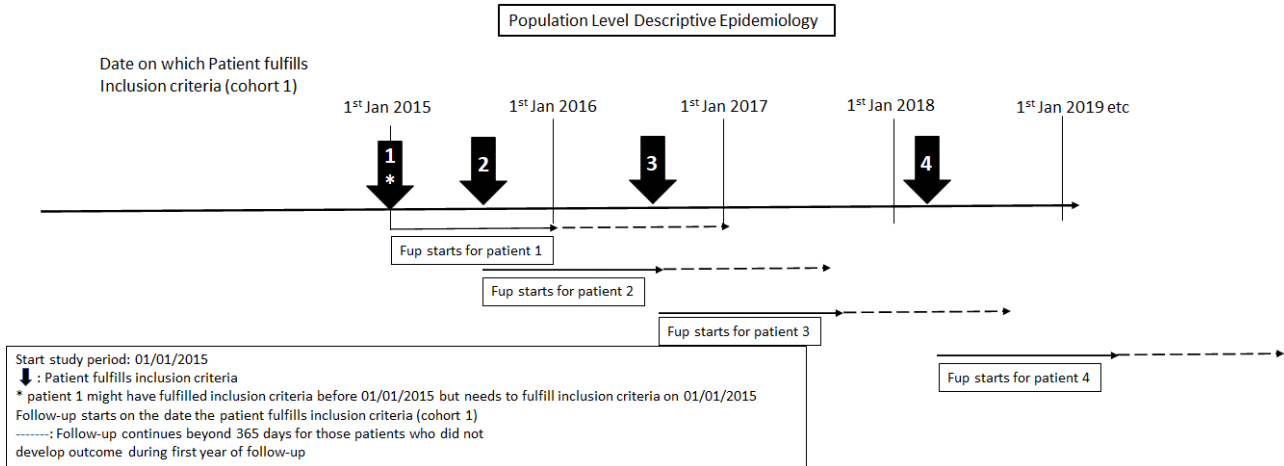 Population Level Descriptive Epidemiology
Date on which Patient fulfills
Inclusion criteria (cohort 1)
1st Jan 2015
1st Jan 2016
1st Jan 2017
1st Jan 2018
1st Jan 2019 etc
1
*
2
3
4
Fup starts for patient 1
Fup starts for patient 2
Fup starts for patient 3
Fup starts for patient 4
Start study period: 01/01/2015
: Patient fulfills inclusion criteria
* patient 1 might have fulfilled inclusion criteria before 01/01/2015 but needs to fulfill inclusion criteria on 01/01/2015
Follow-up starts on the date the patient fulfills inclusion criteria (cohort 1)
-------: Follow-up continues beyond 365 days for those patients who did not
develop outcome during first year of follow-up